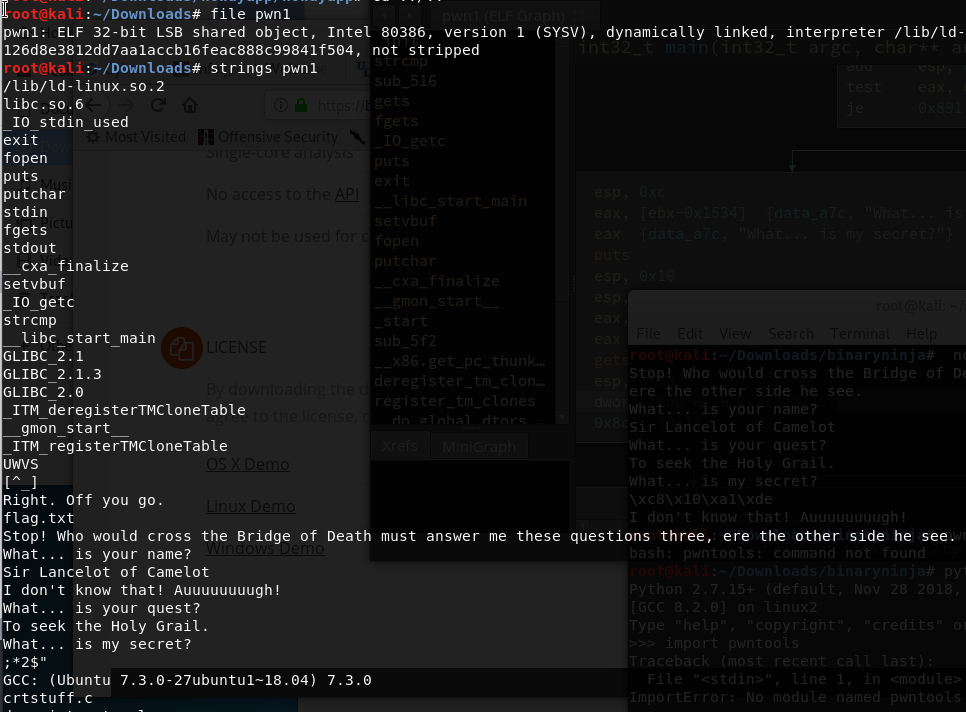 root@kali:~/Downloads# file pwn1
pwn1: ELF 32-bit LSB shared object, Intel 80386, version 1 (SYSV), dynamically linked, interpreter /lib/ld-
126d8e3812dd7aa1accb16feac888c99841f504, not stripped
root@kali:~/Downloads# strings pwn1
/lib/ld-linux.so.2
libc.so.6
_IO_stdin_used
exit
fopen
puts
putchar
stdin
fgets
stdout
__cxa_finalize
setvbuf
_IO_getc
strcmp
__libc_start_main
GLIBC_2.1
GLIBC_2.1.3
GLIBC_2.0
_ITM_deregisterTMCloneTable
__gmon_start__
_ITM_registerTMCloneTable
UWVS
[^_]
Right. Off you go.
flag.txt
Stop! Who would cross the Bridge of Death must answer me these questions three, ere the other side he see.
What... is your name?
Sir Lancelot of Camelot
I don't know that! Auuuuuuuugh!
What... is your quest?
To seek the Holy Grail.
What... is my secret?
;*2$"
GCC: (Ubuntu 7.3.0-27ubuntu1~18.04) 7.3.0
crtstuff.c
https://b
Most Visited
Offensive Security
Single-core analysis
No access to the API
May not be used for c
LICENSE
By downloading the d
agree to the license,
OS X Demo
Linux Demo
Windows Demo
pwn1 (ELF Graph)
strcmp
sub_516
gets
fgets
_IO_getc
puts
exit
__libc_start_main
setvbuf
fopen
putchar
__cxa_finalize
__gmon_start__
_start
sub_5f2
__x86.get_pc_thunk…
deregister_tm_clon…
register_tm_clones
__do_global_dtors
Xrefs
MiniGraph
int32_t main(int32_t argc, char** a
add esp,
test eax,
je 0x891
esp, 0xc
eax, [ebx-0x1534] {data_a7c, "What... is
eax {data_a7c, "What... is my secret?"}
puts
esp, 0x18
esp,
eax,
eax
gets
esp,
dwor
0x8c
root@kali: ~/
File Edit View Search Terminal Help
root@kali:~/Downloads/binaryninja# nc
Stop! Who would cross the Bridge of De
ere the other side he see.
What... is your name?
Sir Lancelot of Camelot
What... is your quest?
To seek the Holy Grail.
What... is my secret?
\xc8\x10\xa1\xde
I don't know that! Auuuuuuuugh!
bash: pwntools: command not found
root@kali:~/Downloads/binaryninja# pyt
Python 2.7.15+ (default, Nov 28 2018,
[GCC 8.2.0] on linux2
Type "help", "copyright", "credits" or
>>> import pwntools
Traceback (most recent call last):
File "<stdin>", line 1, in <module>
ImportError: No module named pwntools